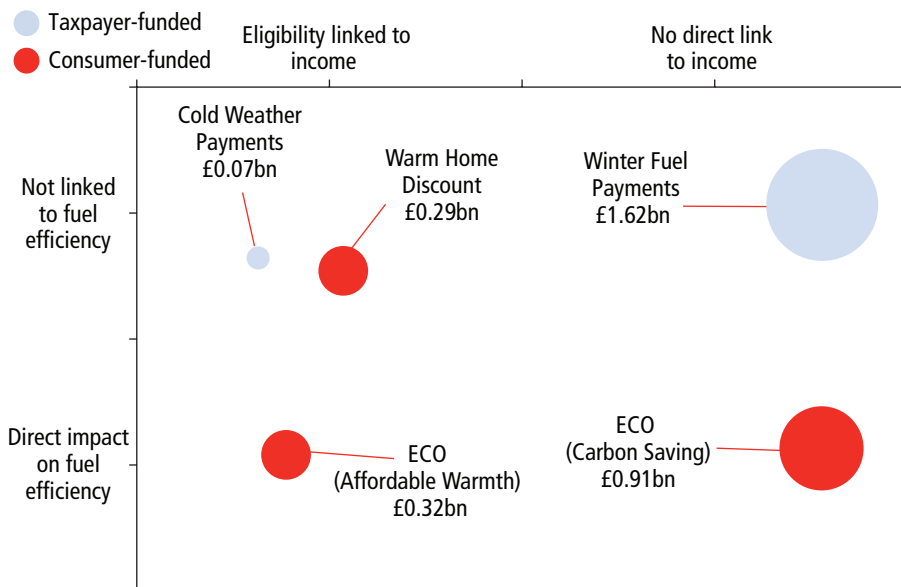 Taxpayer-funded
Consumer-funded
Eligibility linked to
income
No direct link
to income
Not linked
to fuel
efficiency
Direct impact
on fuel
efficiency
Cold Weather
Payments
£0.07bn
Warm Home
Discount
£0.29bn
Winter Fuel
Payments
£1.62bn
ECO
(Affordable Warmth)
£0.32bn
ECO
(Carbon Saving)
£0.91bn